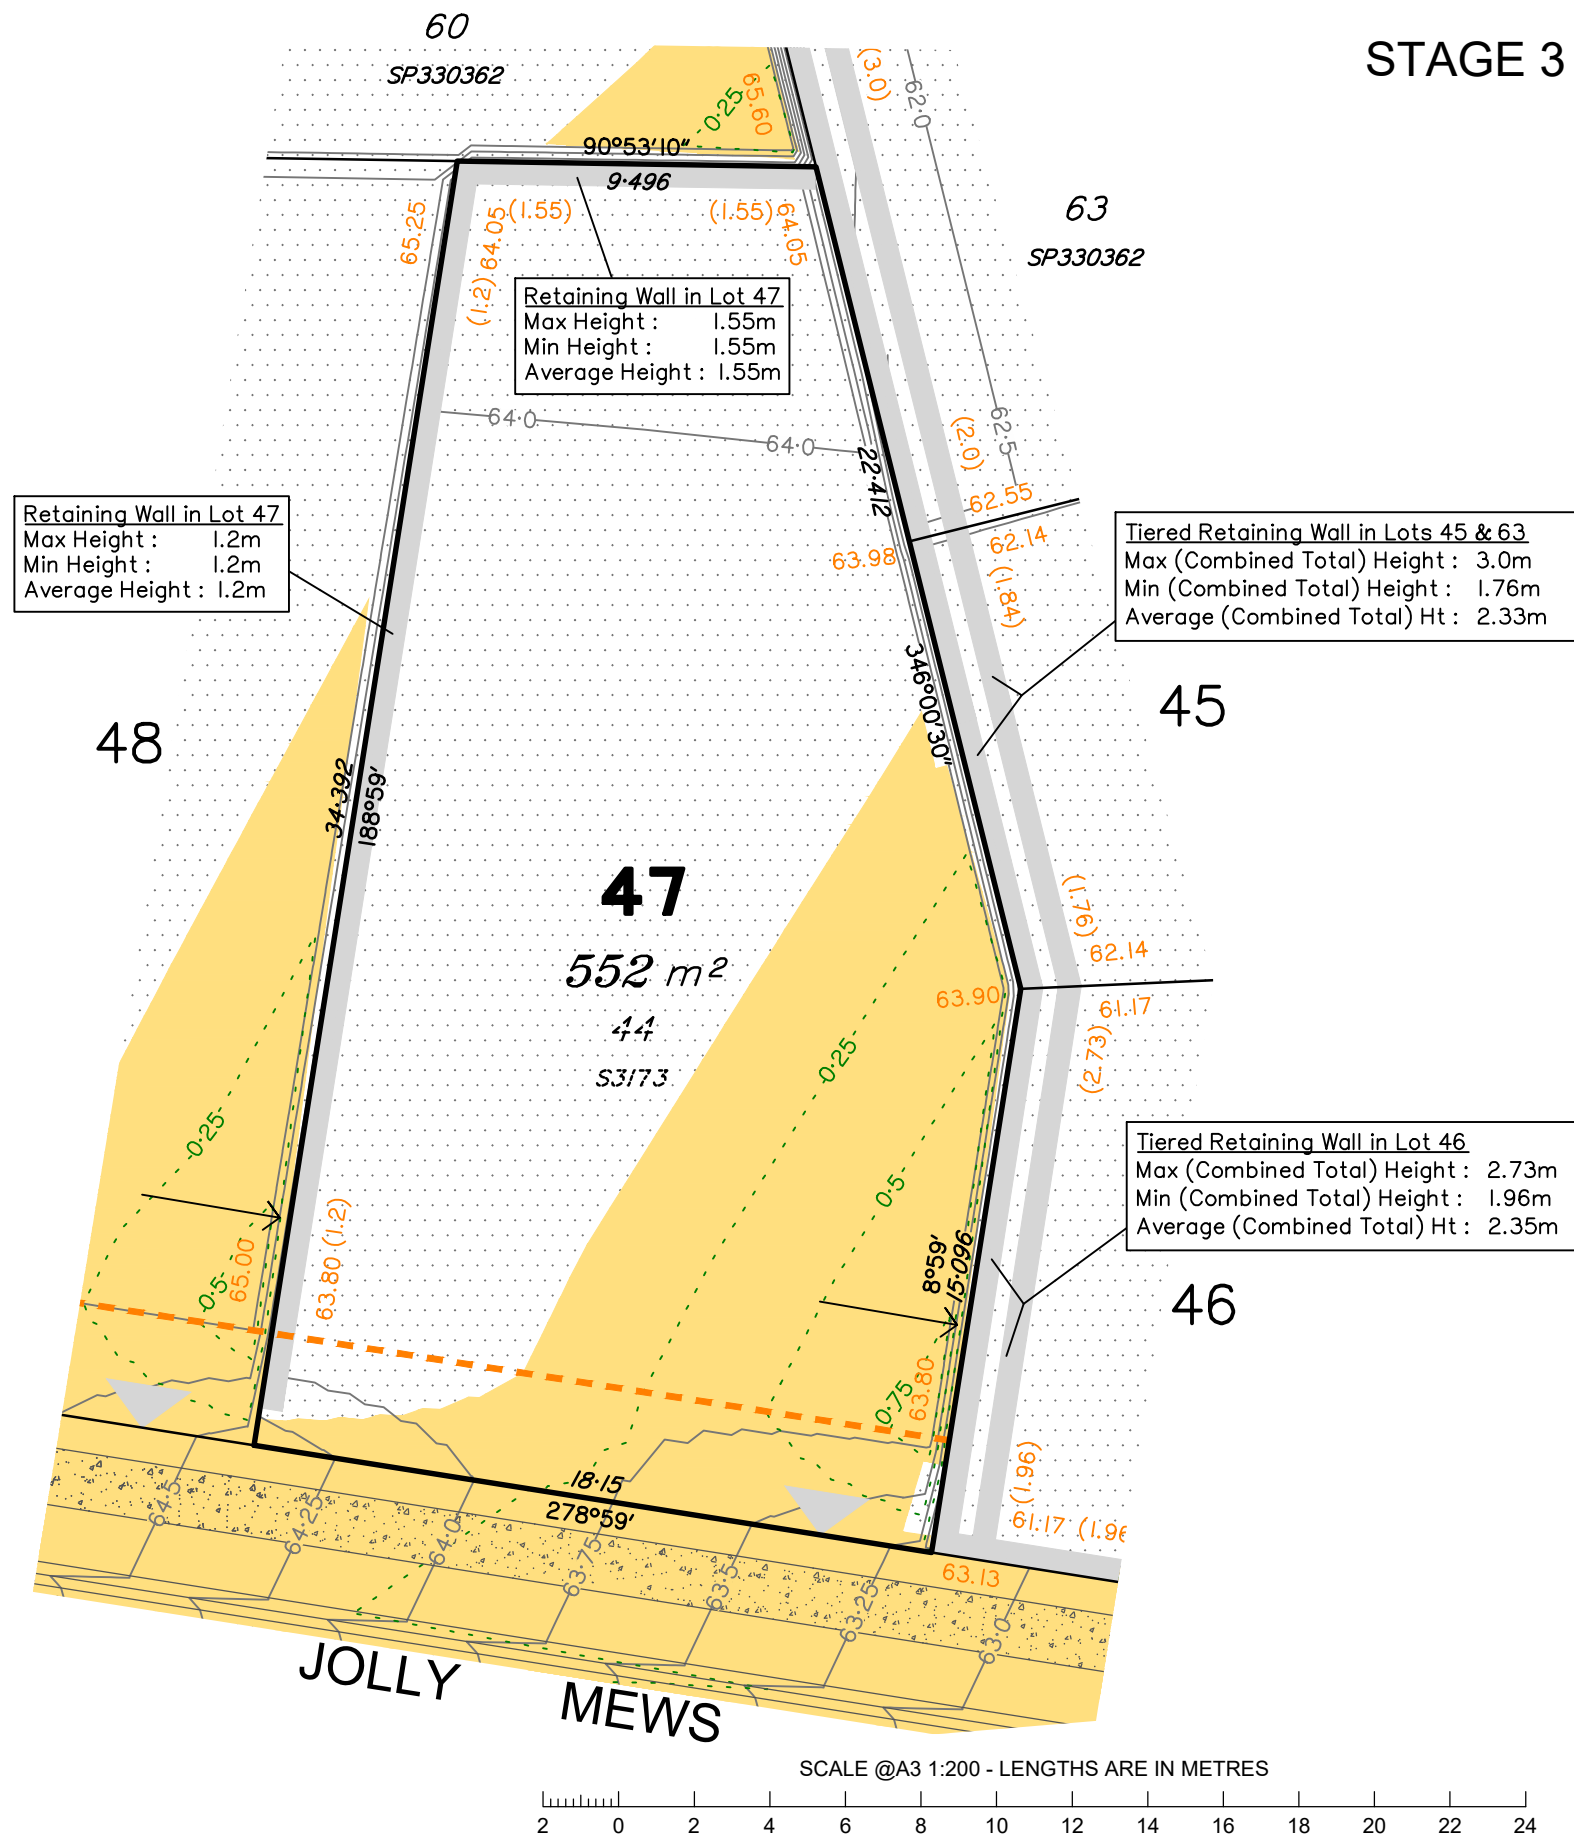 60
SP330362
STAGE 3
(3.0)
62.0
65.60
0.25
90°53'10"
9.496
63
SP330362
65.25
(1.2) 64.05
(1.55)
(1.55)
64.05
Retaining Wall in Lot 47
Max Height : 1.55m
Min Height : 1.55m
Average Height : 1.55m
64.0
64.0
22.412
(2.0)
62.5
62.55
62.14
(1.84)
63.98
Retaining Wall in Lot 47
Max Height : 1.2m
Min Height : 1.2m
Average Height : 1.2m
Tiered Retaining Wall in Lots 45 & 63
Max (Combined Total) Height : 3.0m
Min (Combined Total) Height : 1.76m
Average (Combined Total) Ht : 2.33m
346°00'30"
45
48
34.392
188°59'
47
552 m²
44
S3173
(1.76)
62.14
63.90
61.17
(2.73)
0.25
0.25
0.5
Tiered Retaining Wall in Lot 46
Max (Combined Total) Height : 2.73m
Min (Combined Total) Height : 1.96m
Average (Combined Total) Ht : 2.35m
46
8°59'
15.096
65.00
0.5
63.80 (1.2)
63.80
0.75
(1.96)
61.17 (1.96
18.15
278°59'
63.13
64.5
64.25
64.0
63.75
63.5
63.25
63.0
JOLLY MEWS
SCALE @A3 1:200 - LENGTHS ARE IN METRES
2 0 2 4 6 8 10 12 14 16 18 20 22 24